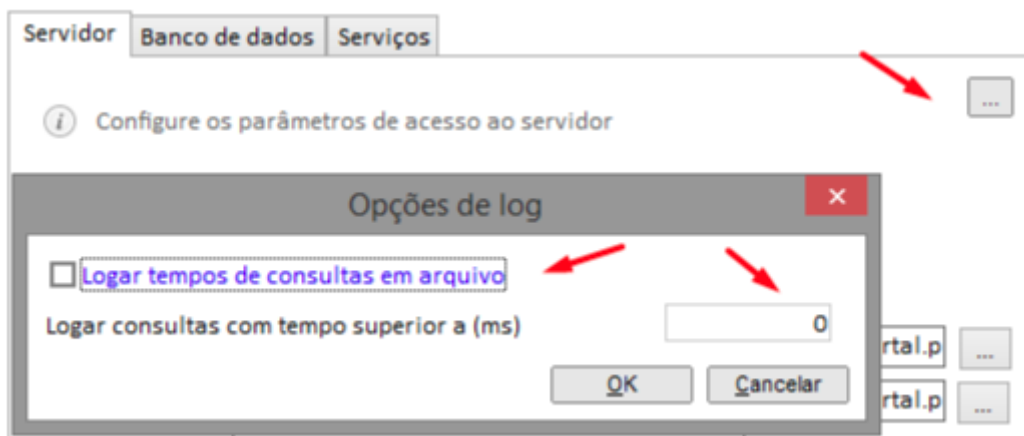 Servidor Banco de dados Serviços
...
i Configure os parâmetros de acesso ao servidor
Opções de log
Logar tempos de consultas em arquivo
Logar consultas com tempo superior a (ms) 0
rtal.p ...
OK Cancelar
rtal.p ...